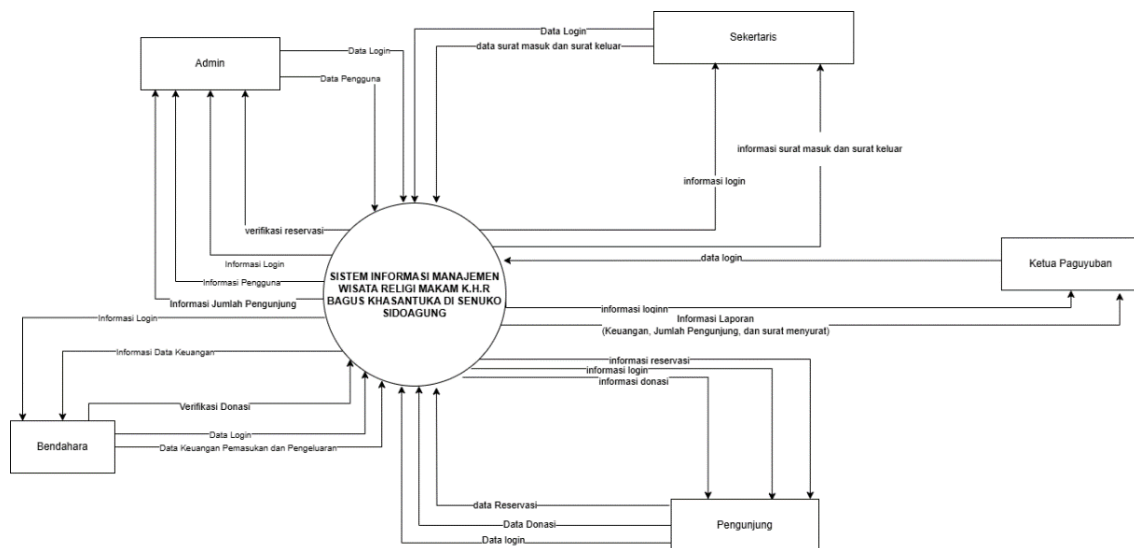 Data Login
data surat masuk dan surat keluar
Sekertaris
Admin
Data Login
Data Pengguna
informasi surat masuk dan surat keluar
informasi login
verifikasi reservasi
Informasi Login
Informasi Pengguna
Informasi Jumlah Pengunjung
SISTEM INFORMASI MANAJEMEN
WISATA RELIGI MAKAM K.H.R
BAGUS KHASANTUKA DI SENUKO
SIDOAGUNG
data login
Ketua Paguyuban
informasi loginn
Informasi Laporan
(Keuangan, Jumlah Pengunjung, dan surat menyurat)
Informasi Login
Informasi Data Keuangan
Verifikasi Donasi
Data Login
Data Keuangan Pemasukan dan Pengeluaran
Bendahara
informasi reservasi
informasi login
informasi donasi
data Reservasi
Data Donasi
Data login
Pengunjung